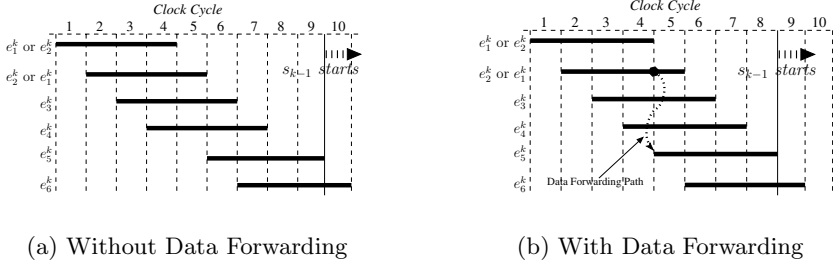 Clock Cycle
1 2 3 4 5 6 7 8 9 10
e_1^k or e_2^k
e_2^k or e_1^k
s_{k−1} starts
e_3^k
e_4^k
e_5^k
e_6^k
(a) Without Data Forwarding
Clock Cycle
1 2 3 4 5 6 7 8 9 10
e_1^k or e_2^k
e_2^k or e_1^k
s_{k−1} starts
e_3^k
e_4^k
e_5^k
Data Forwarding Path
e_6^k
(b) With Data Forwarding